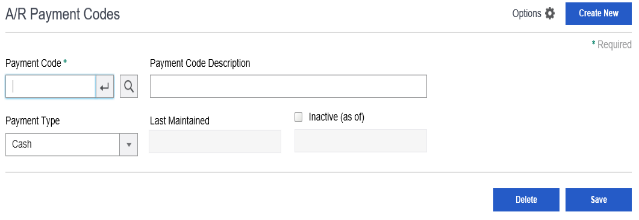 A/R Payment Codes
Options
Create New
* Required
Payment Code *
Payment Code Description
Payment Type
Last Maintained
Inactive (as of)
Cash
Delete
Save